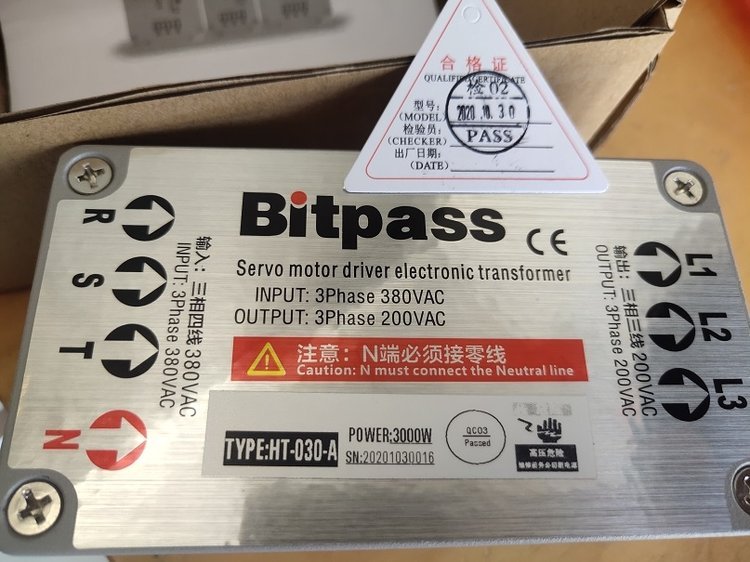 合格证
QUALIFICERTIFICATE
检 02
型号:
(MODEL)
2020.10.30
检验员:
(CHECKER)
PASS
出厂日期:
(DATE)
Bitpass
CE
Servo motor driver electronic transformer
INPUT: 3Phase 380VAC
OUTPUT: 3Phase 200VAC
注意：N端必须接零线
Caution: N must connect the Neutral line
TYPE:HT-030-A
POWER:3000W
SN:20201030016
QC03
Passed
高压危险
R
S
T
N
输入：三相四线 380VAC
INPUT: 3Phase 380VAC
输出：三相三线 200VAC
OUTPUT: 3Phase 200VAC
L1
L2
L3